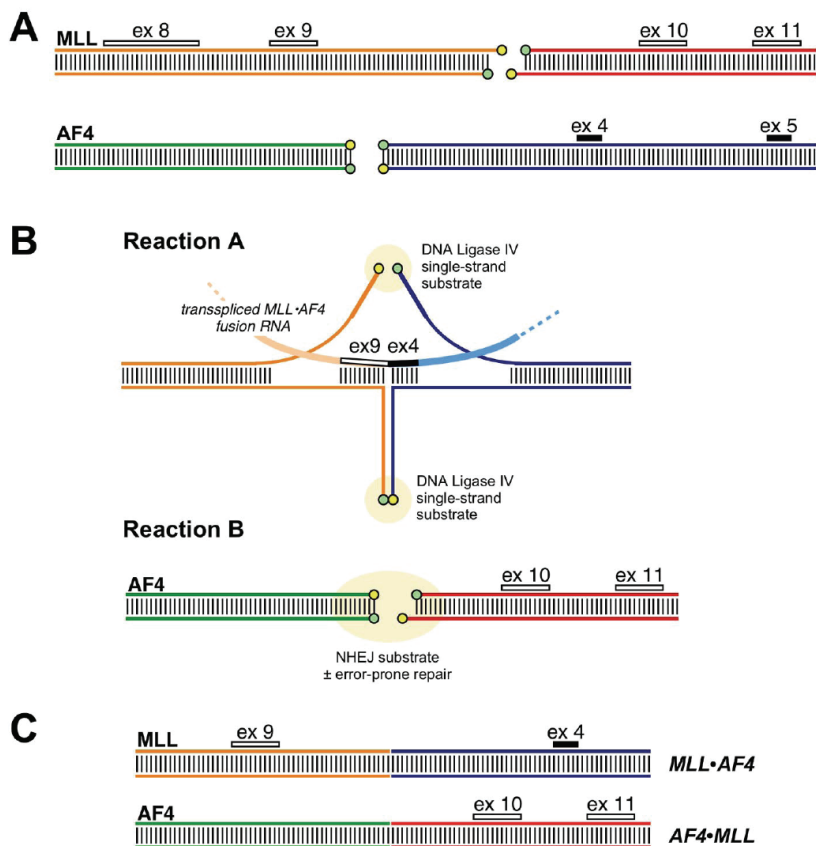 A
MLL
ex 8
ex 9
ex 10
ex 11
AF4
ex 4
ex 5
B
Reaction A
DNA Ligase IV
single-strand
substrate
transspliced MLL•AF4
fusion RNA
ex9 ex4
DNA Ligase IV
single-strand
substrate
Reaction B
AF4
ex 10
ex 11
NHEJ substrate
± error-prone repair
C
MLL
ex 9
ex 4
MLL•AF4
AF4
ex 10
ex 11
AF4•MLL